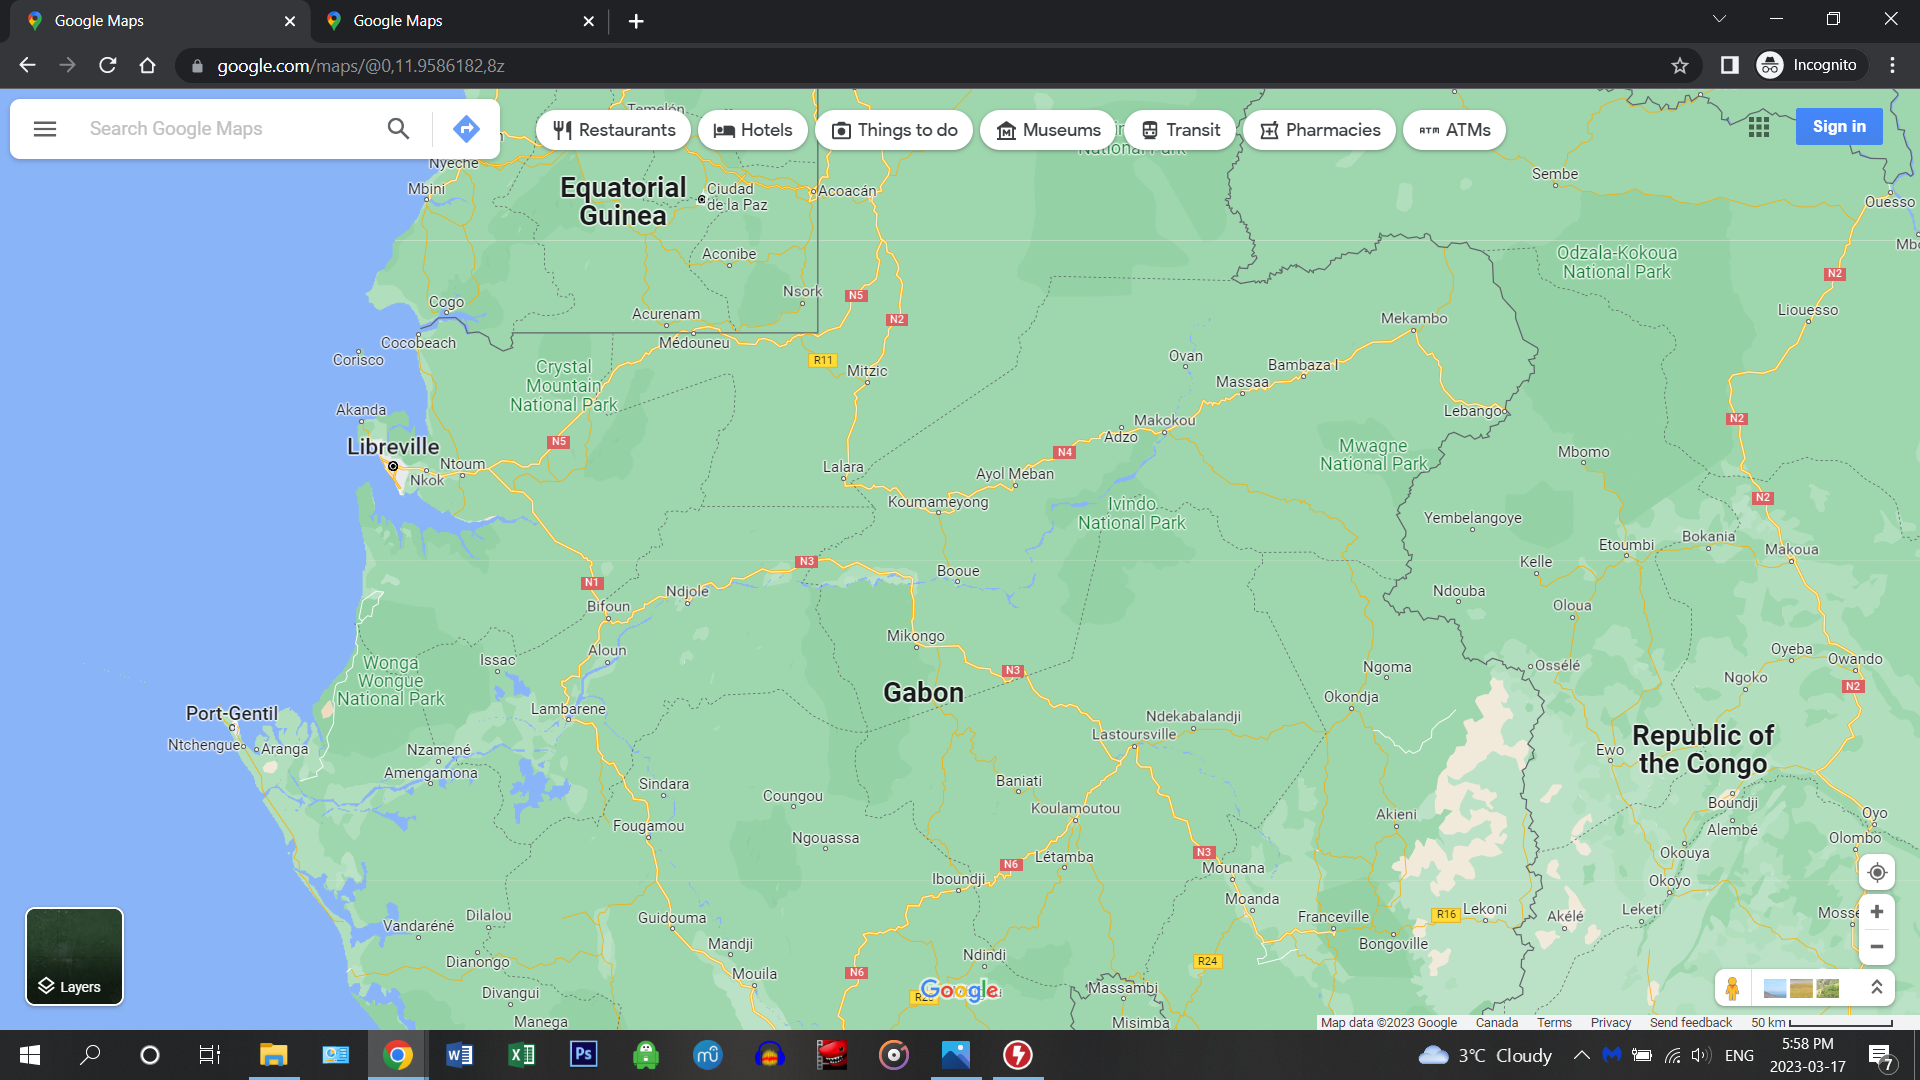 Google Maps
Google Maps
google.com/maps/@0,11.9586182,8z
Incognito
Search Google Maps
Restaurants
Hotels
Things to do
Museums
Transit
Pharmacies
ATM ATMs
Sign in
Temelón
Nyeche
Mbini
Equatorial
Guinea
Ciudad
de la Paz
Acoacán
National Park
Sembe
Ouesso
Aconibe
Odzala-Kokoua
National Park
N2
Cogo
Nsork
N5
Acurenam
N2
Liouesso
Mekambo
Cocobeach
Médouneu
Corisco
R11
Ovan
Bambaza I
Crystal
Mountain
National Park
Mitzic
Massaa
Akanda
Lebango
Makokou
Adzo
N2
Libreville
N5
N4
Mwagne
National Park
Mbomo
Ntoum
Nkok
Lalara
Ayol Meban
Koumameyong
Ivindo
National Park
N2
Yembelangoye
Etoumbi
Bokania
Makoua
N3
Kelle
Booue
N1
Ndjole
Bifoun
Ndouba
Oloua
Mikongo
Aloun
Issac
Wonga
Wongue
National Park
N3
Ngoma
Ossélé
Oyeba
Owando
Ngoko
N2
Gabon
Okondja
Port-Gentil
Lambarene
Ndekabalandji
Lastoursville
Ntchengue
Aranga
Nzamené
Amengamona
Ewo
Republic of
the Congo
Sindara
Coungou
Baniati
Koulamoutou
Boundji
Alembé
Akieni
Oyo
Olombo
Fougamou
Ngouassa
N6
Létamba
N3
Mounana
Okouya
Iboundji
Okoyo
Moanda
Dilalou
Vandaréné
Guidouma
Franceville
R16
Lekoni
Akélé
Leketi
Mandji
Bongoville
Dianongo
Ndindi
Mouila
N6
R24
Divangui
Massambi
Manega
Misimba
Layers
Google
Map data ©2023 Google
Canada
Terms
Privacy
Send feedback
50 km
3°C Cloudy
ENG
5:58 PM
2023-03-17
7